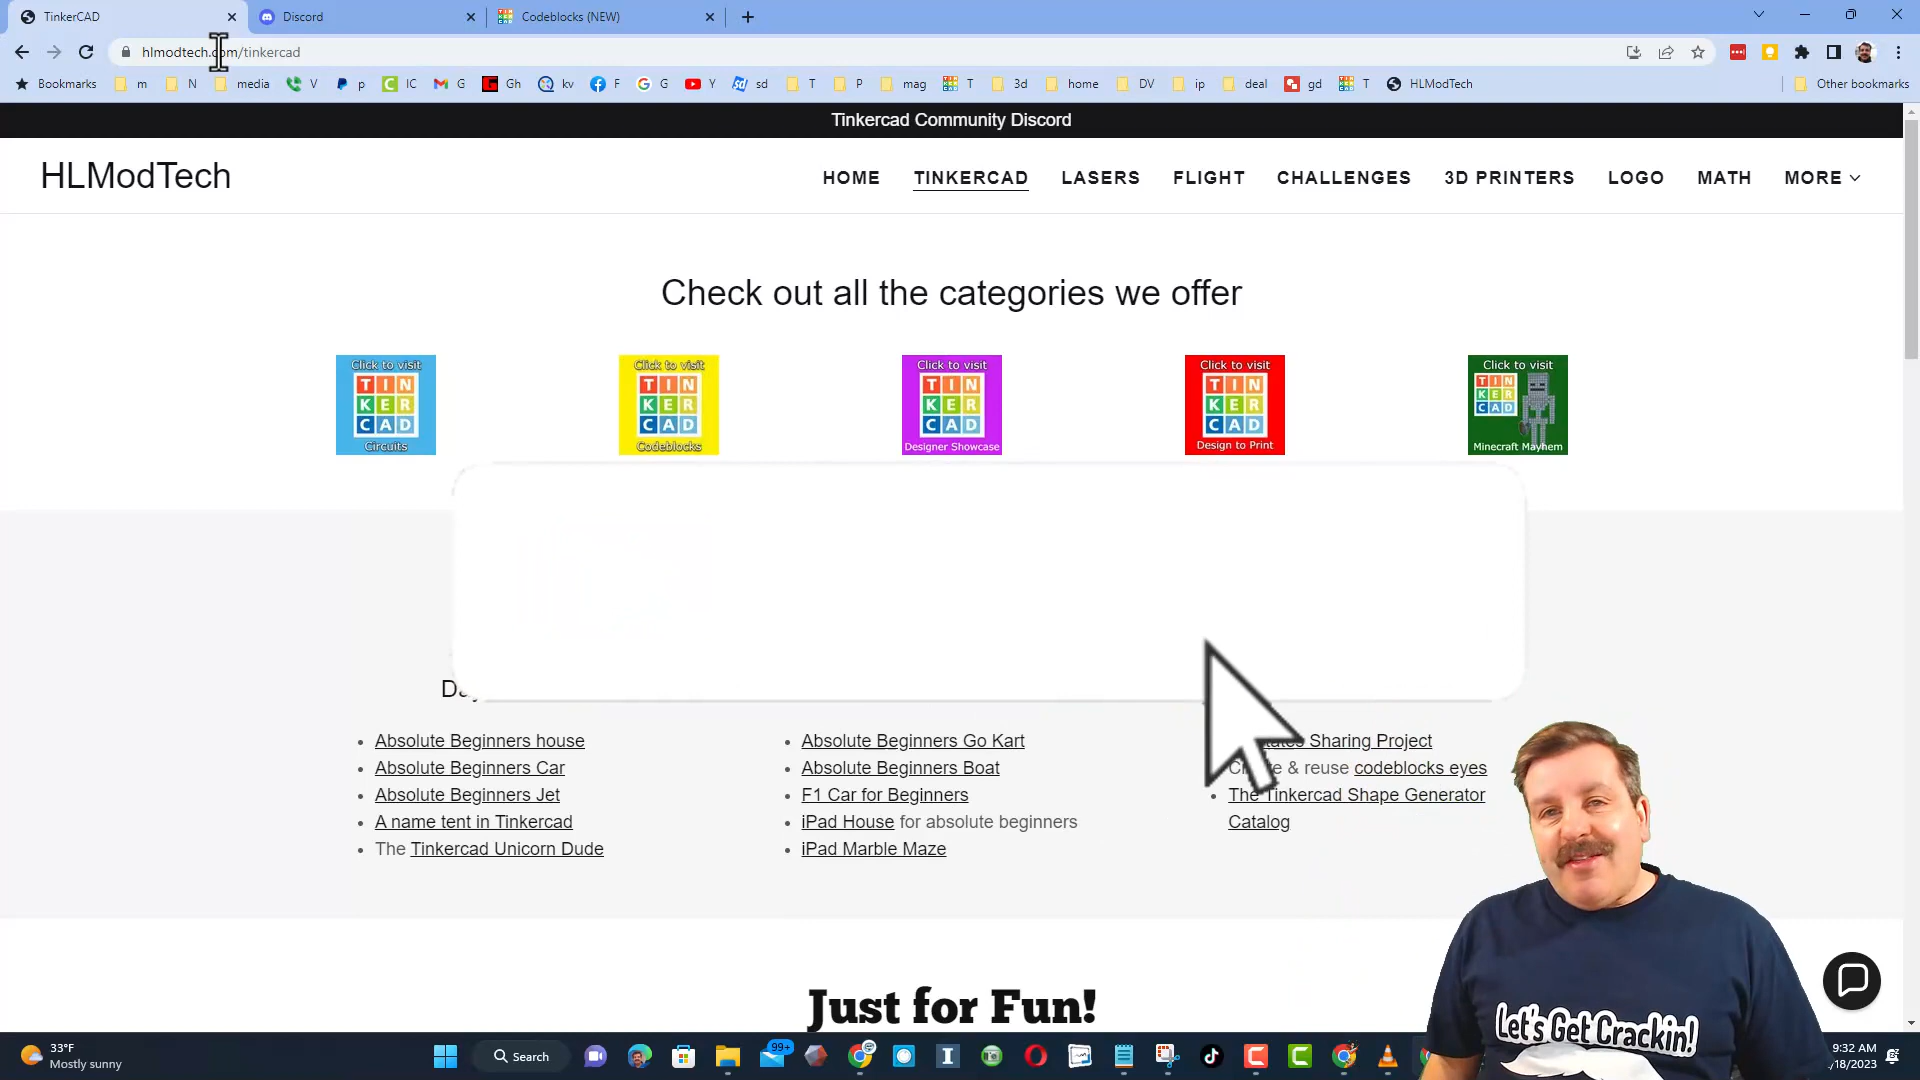 TinkerCAD
Discord
Codeblocks (NEW)
hlmodtech.com/tinkercad
Bookmarks m N media V p IC G Gh kv F G Y sd T P mag T 3d home DV ip deal gd T HLModTech Other bookmarks
Tinkercad Community Discord
HLModTech
HOME TINKERCAD LASERS FLIGHT CHALLENGES 3D PRINTERS LOGO MATH MORE
Check out all the categories we offer
Click to visit
TINKERCAD
Circuits
Click to visit
TINKERCAD
Codeblocks
Click to visit
TINKERCAD
Designer Showcase
Click to visit
TINKERCAD
Design to Print
Click to visit
TINKERCAD
Minecraft Mayhem
Absolute Beginners house
Absolute Beginners Car
Absolute Beginners Jet
A name tent in Tinkercad
The Tinkercad Unicorn Dude
Absolute Beginners Go Kart
Absolute Beginners Boat
F1 Car for Beginners
iPad House for absolute beginners
iPad Marble Maze
Sharing Project
& reuse codeblocks eyes
The Tinkercad Shape Generator
Catalog
Just for Fun!
Let's Get Crackin!
33°F
Mostly sunny
Search
99+
9:32 AM
/18/2023